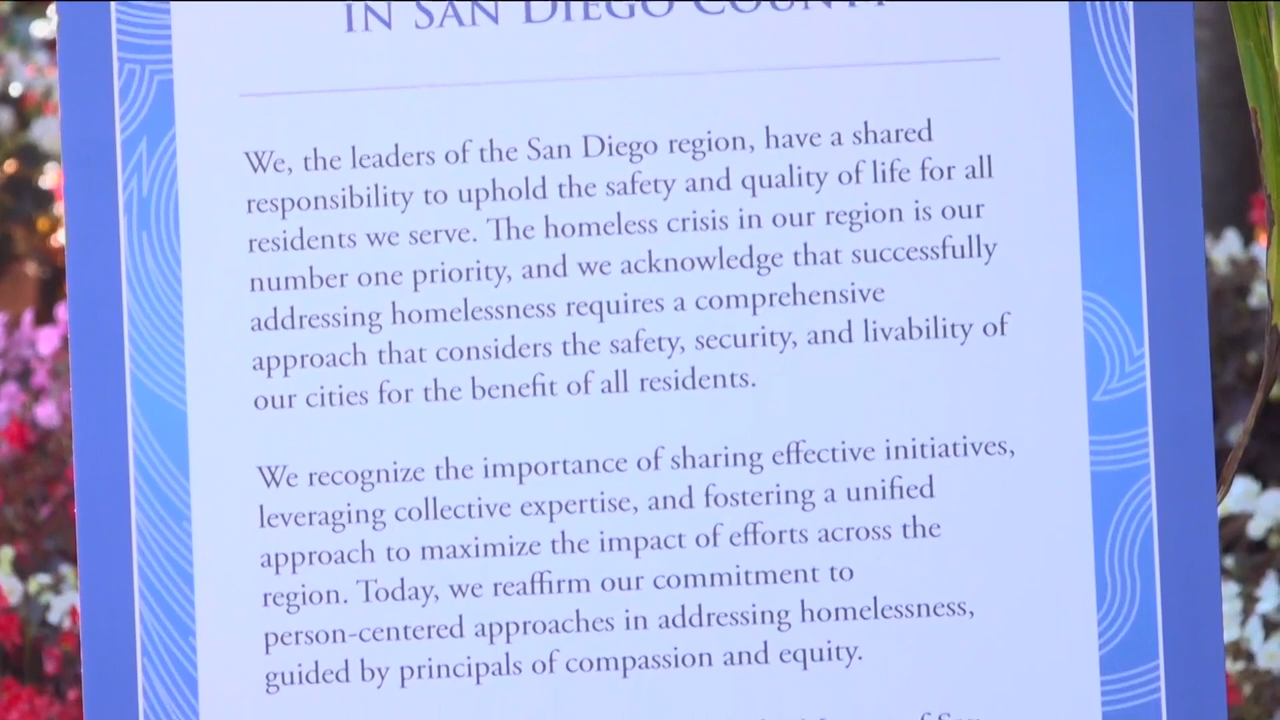 IN SAN DIEGO COUNTY
We, the leaders of the San Diego region, have a shared
responsibility to uphold the safety and quality of life for all
residents we serve. The homeless crisis in our region is our
number one priority, and we acknowledge that successfully
addressing homelessness requires a comprehensive
approach that considers the safety, security, and livability of
our cities for the benefit of all residents.
We recognize the importance of sharing effective initiatives,
leveraging collective expertise, and fostering a unified
approach to maximize the impact of efforts across the
region. Today, we reaffirm our commitment to
person-centered approaches in addressing homelessness,
guided by principals of compassion and equity.